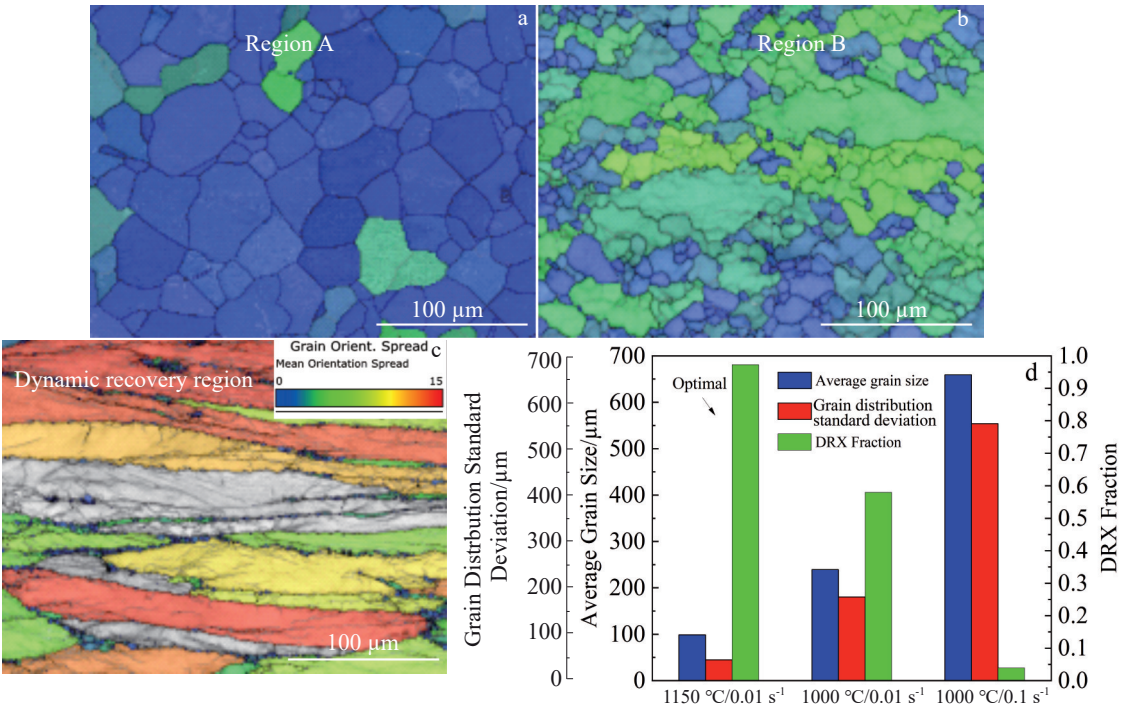 a
Region A
100 µm
b
Region B
100 µm
Grain Orient. Spread
c
Mean Orientation Spread
0
15
Dynamic recovery region
100 µm
d
Optimal
Average grain size
Grain distribution
standard deviation
DRX Fraction
Grain Distribution Standard
Deviation/µm
700
600
500
400
300
200
100
0
Average Grain Size/µm
700
600
500
400
300
200
100
0
DRX Fraction
1.0
0.9
0.8
0.7
0.6
0.5
0.4
0.3
0.2
0.1
0.0
1150 °C/0.01 s⁻¹
1000 °C/0.01 s⁻¹
1000 °C/0.1 s⁻¹